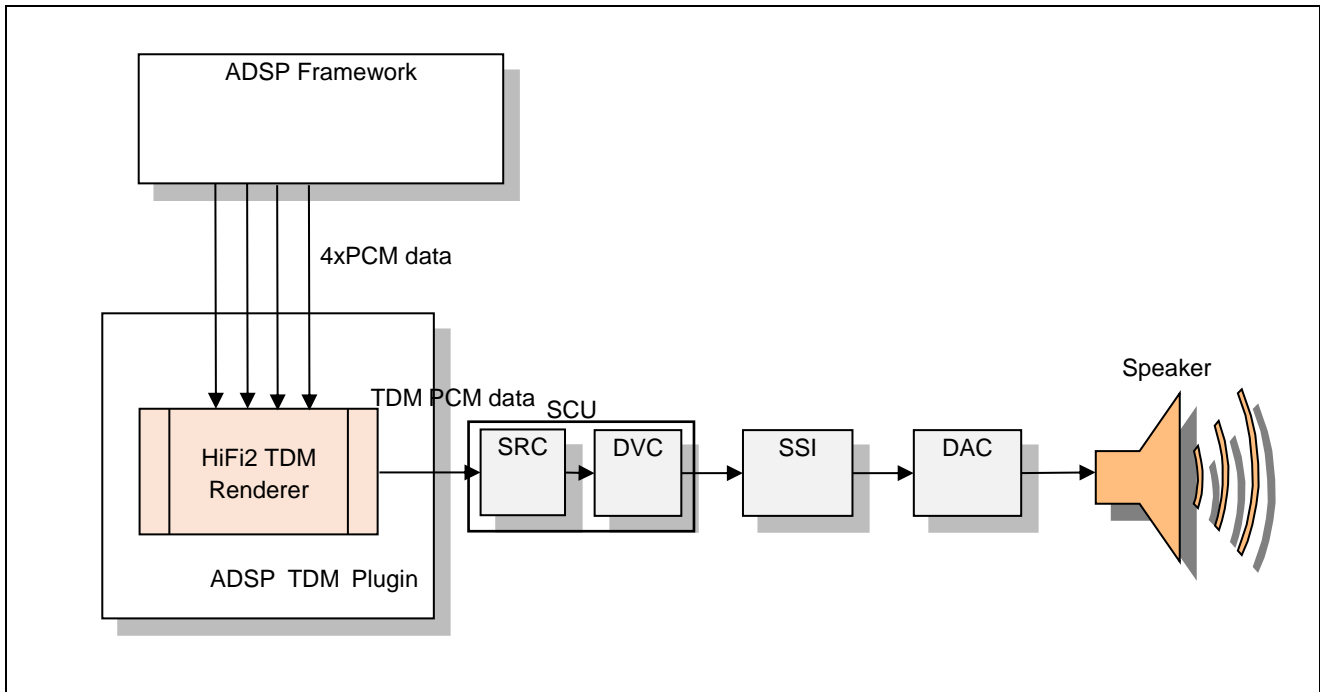 ADSP Framework
4xPCM data
Speaker
TDM PCM data
SCU
HiFi2 TDM
Renderer
SRC
DVC
SSI
DAC
ADSP TDM Plugin